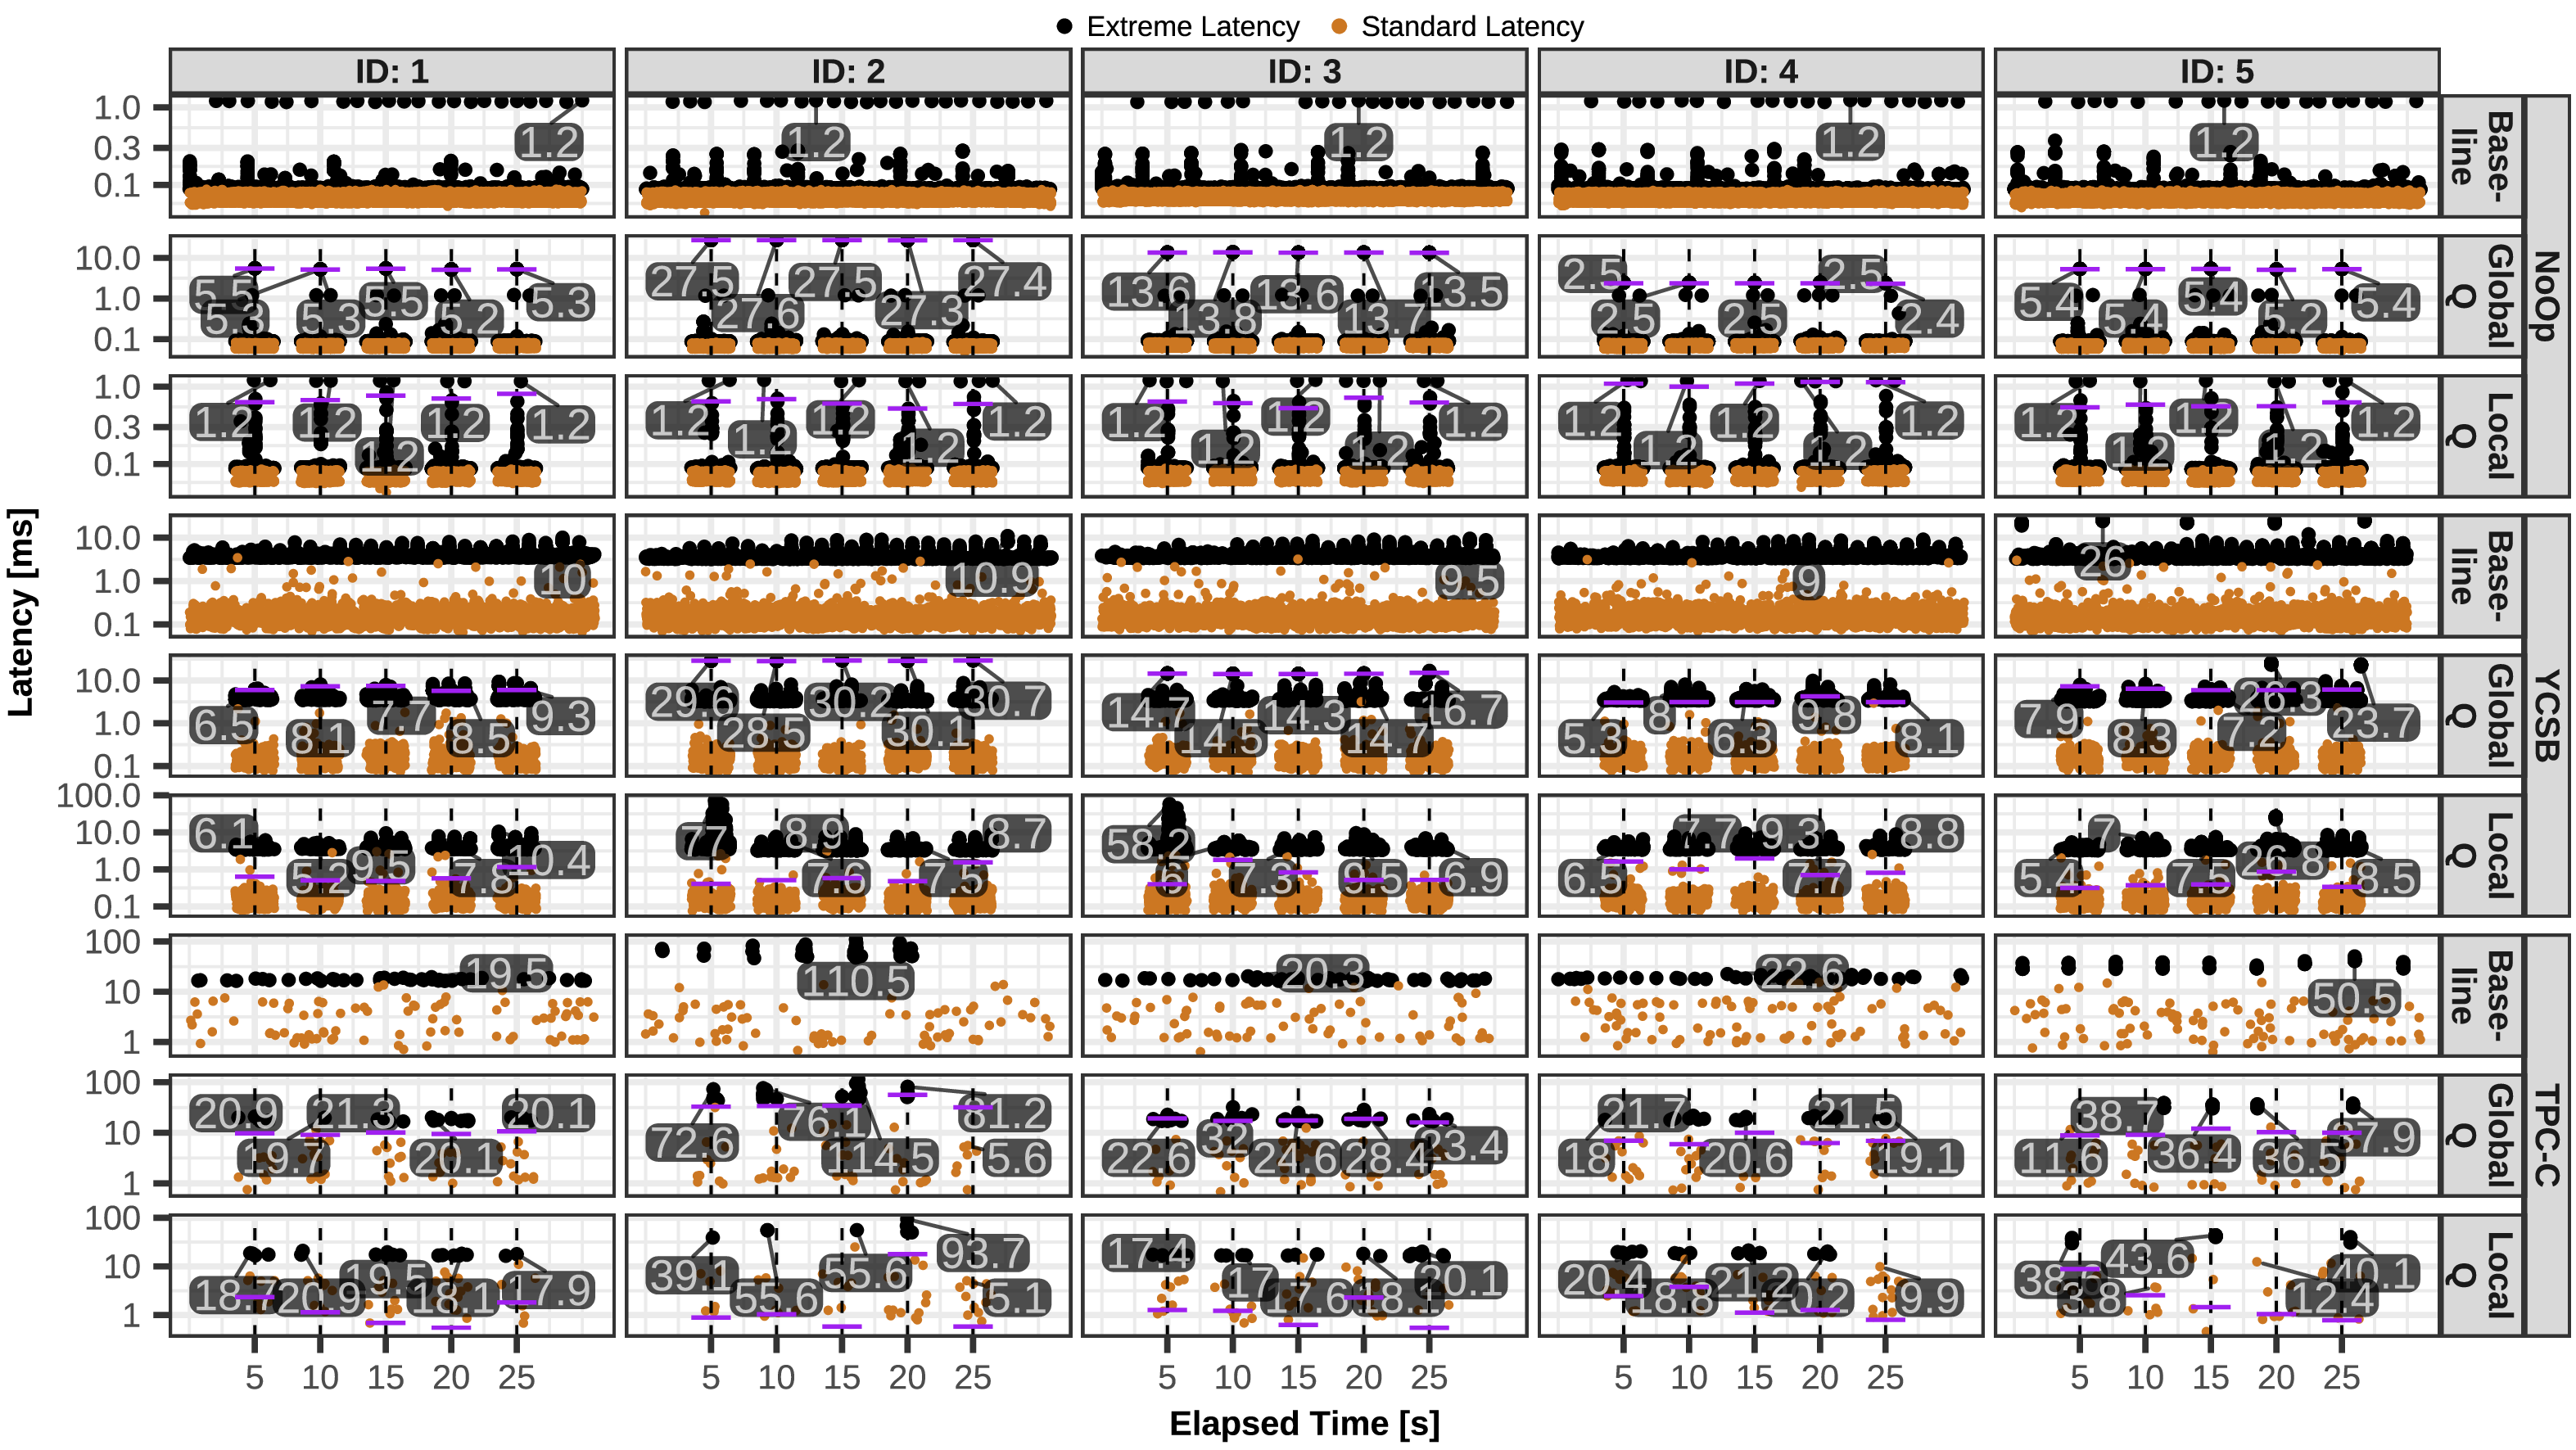 Extreme Latency Standard Latency
ID: 1 ID: 2 ID: 3 ID: 4 ID: 5
1.0 0.3 0.1
1.2 1.2 1.2 1.2 1.2
Base-
line
NoOp
10.0 1.0 0.1
5.5 5.3 5.3 5.5 5.2 5.3
27.5 27.6 27.5 27.3 27.4
13.6 13.8 13.6 13.7 13.5
2.5 2.5 2.5 2.5 2.4
5.4 5.4 5.4 5.2 5.4
Global
Q
1.0 0.3 0.1
1.2 1.2 1.2 1.2 1.2
1.2 1.2 1.2 1.2 1.2
1.2 1.2 1.2 1.2 1.2
1.2 1.2 1.2 1.2 1.2
1.2 1.2 1.2 1.2 1.2
Local
Q
Latency [ms]
10.0 1.0 0.1
10 10.9 9.5 9 26
Base-
line
YCSB
10.0 1.0 0.1
6.5 8.1 7.7 8.5 9.3
29.6 28.5 30.2 30.1 30.7
14.7 14.5 14.3 14.7 16.7
5.3 8 6.3 9.8 8.1
7.9 8.3 7.2 26.3 23.7
Global
Q
100.0 10.0 1.0 0.1
6.1 5.2 9.5 7.8 10.4
77 8.9 7.6 7.5 8.7
58.2 6 7.3 6.9
6.5 7.7 9.3 7.7 8.8
5.4 7 7.5 26.8 8.5
Local
Q
100 10 1
19.5 110.5 20.3 22.6 50.5
Base-
line
TPC-C
100 10 1
20.9 19.7 21.3 20.1 20.1
72.6 76.1 114.5 5.6
22.6 32 24.6 28.4 23.4
18 21.7 20.6 21.5 19.1
11.6 38.7 36.4 36.5 37.9
Global
Q
100 10 1
18.7 20.9 19.5 18.1 17.9
39.1 55.6 55.6 93.7 5.1
17.4 17 17.6 20.1
20.4 21.2 20.2 9.9
43.6 12.4 40.1
Local
Q
5 10 15 20 25 5 10 15 20 25 5 10 15 20 25 5 10 15 20 25 5 10 15 20 25
Elapsed Time [s]